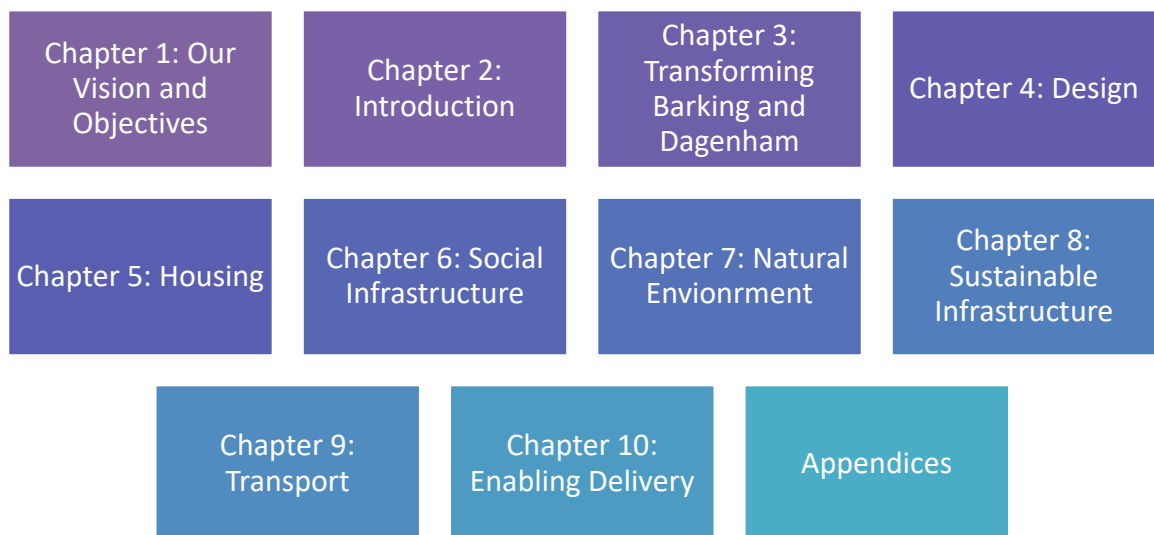 Chapter 1: Our
Vision and
Objectives
Chapter 2:
Introduction
Chapter 3:
Transforming
Barking and
Dagenham
Chapter 4: Design
Chapter 5: Housing
Chapter 6: Social
Infrastructure
Chapter 7: Natural
Envionrment
Chapter 8:
Sustainable
Infrastructure
Chapter 9:
Transport
Chapter 10:
Enabling Delivery
Appendices